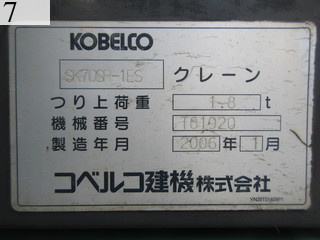 7
KOBELCO
SK70SR-1ES クレーン
つり上荷重 1.8 t
機械番号 161020
製造年月 2006 年 1 月
コベルコ建機株式会社